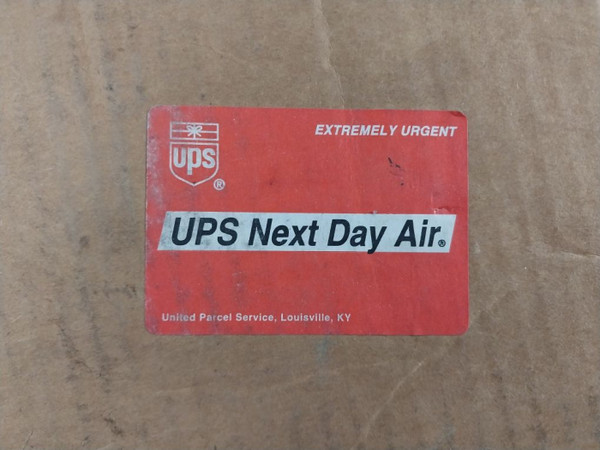 EXTREMELY URGENT
ups
®
UPS Next Day Air®
United Parcel Service, Louisville, KY